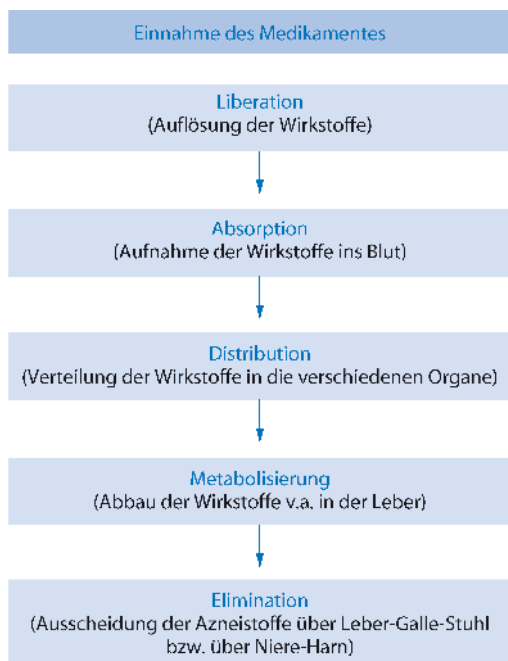 Einnahme des Medikamentes
Liberation
(Auflösung der Wirkstoffe)
Absorption
(Aufnahme der Wirkstoffe ins Blut)
Distribution
(Verteilung der Wirkstoffe in die verschiedenen Organe)
Metabolisierung
(Abbau der Wirkstoffe v.a. in der Leber)
Elimination
(Ausscheidung der Azneistoffe über Leber-Galle-Stuhl
bzw. über Niere-Harn)